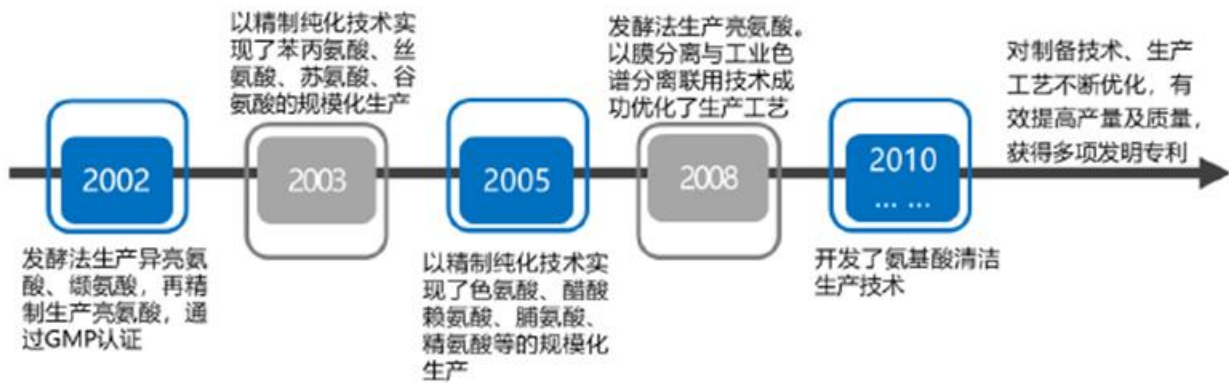 2002
发酵法生产异亮氨
酸、缬氨酸，再精
制生产亮氨酸，通
过GMP认证
以精制纯化技术实
现了苯丙氨酸、丝
氨酸、苏氨酸、谷
氨酸的规模化生产
2003
2005
以精制纯化技术实
现了色氨酸、醋酸
赖氨酸、脯氨酸、
精氨酸等的规模化
生产
发酵法生产亮氨酸。
以膜分离与工业色
谱分离联用技术成
功优化了生产工艺
2008
2010
... ...
开发了氨基酸清洁
生产技术
对制备技术、生产
工艺不断优化，有
效提高产量及质量，
获得多项发明专利